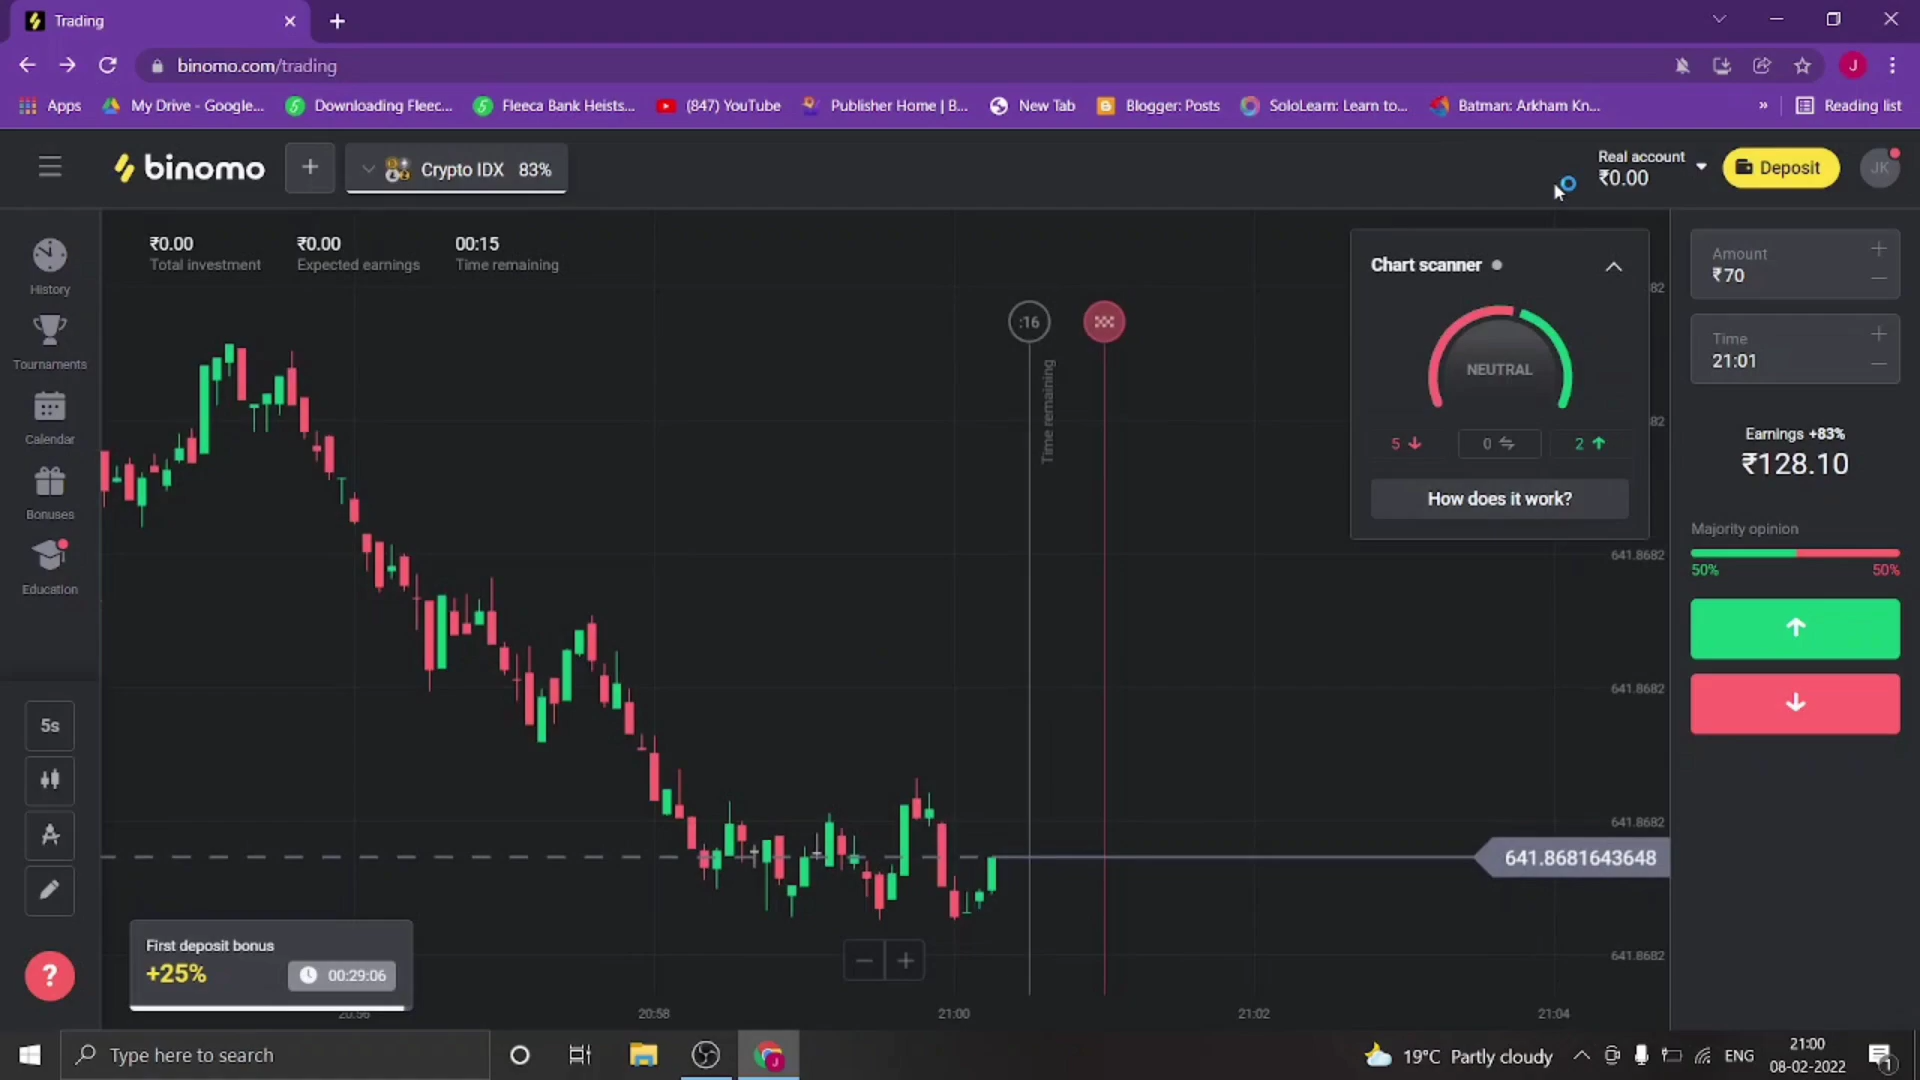 Trading
binomo.com/trading
J
Apps
My Drive - Google...
Downloading Fleec...
Fleeca Bank Heists...
(847) YouTube
Publisher Home | B...
New Tab
Blogger: Posts
SoloLearn: Learn to...
Batman: Arkham Kn...
»
Reading list
binomo
+
Crypto IDX 83%
Real account
₹0.00
Deposit
JK
History
Tournaments
Calendar
Bonuses
Education
5s
?
₹0.00
Total investment
₹0.00
Expected earnings
00:15
Time remaining
:16
Time remaining
Chart scanner
NEUTRAL
5
0
2
How does it work?
82
82
641.8682
641.8682
641.8682
641.8681643648
641.8682
First deposit bonus
+25%
00:29:06
20:56
20:58
21:00
21:02
21:04
Amount
₹70
Time
21:01
Earnings +83%
₹128.10
Majority opinion
50%
50%
Type here to search
J
19°C Partly cloudy
ENG
21:00
08-02-2022
1